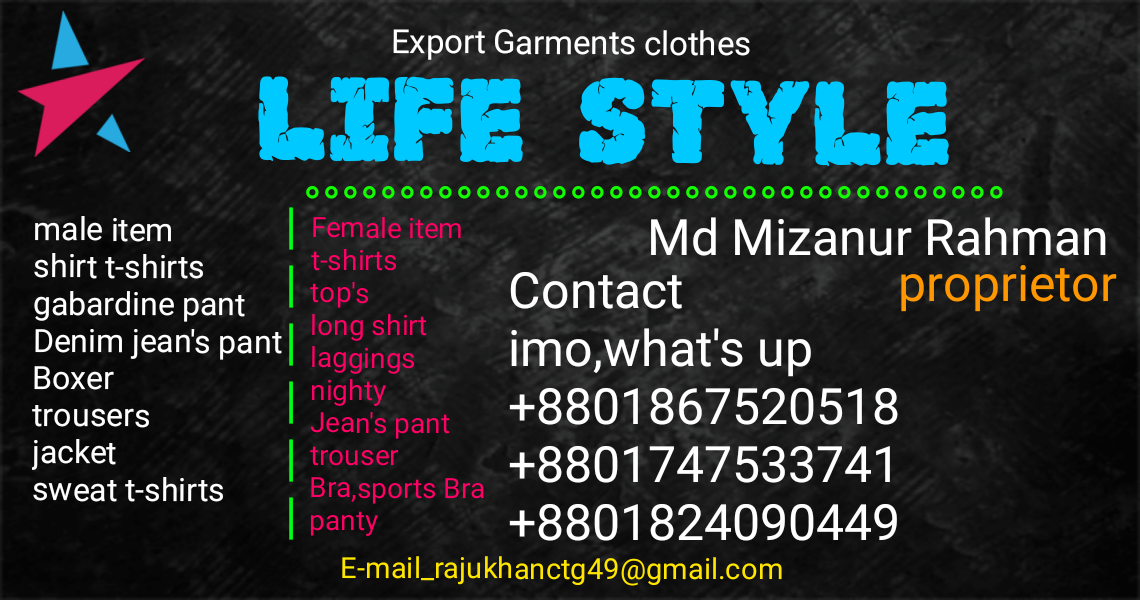 Export Garments clothes
LIFE STYLE
male item
shirt t-shirts
gabardine pant
Denim jean's pant
Boxer
trousers
jacket
sweat t-shirts
Female item
t-shirts
top's
long shirt
laggings
nighty
Jean's pant
trouser
Bra,sports Bra
panty
Md Mizanur Rahman
proprietor
Contact
imo,what's up
+8801867520518
+8801747533741
+8801824090449
E-mail_rajukhanctg49@gmail.com